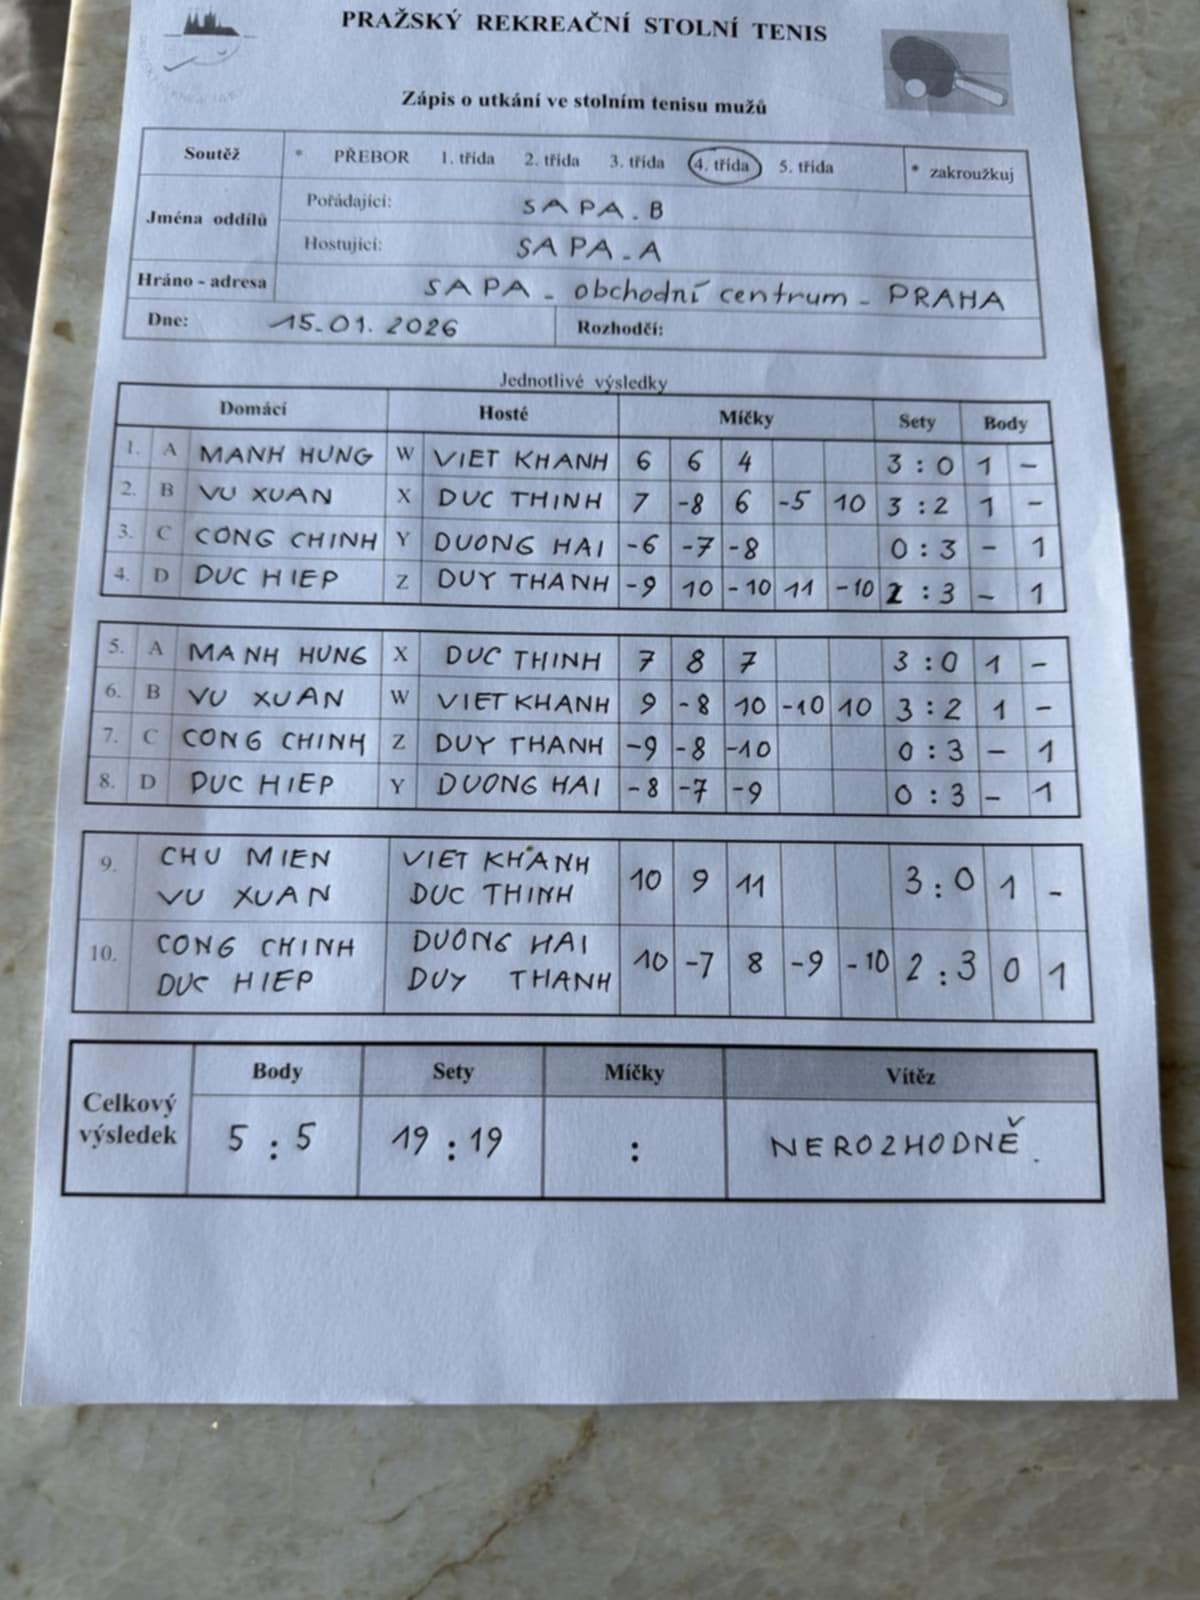 PRAŽSKÝ REKREAČNÍ STOLNÍ TENIS
Zápis o utkání ve stolním tenisu mužů
Soutěž * PŘEBOR 1. třída 2. třída 3. třída 4. třída 5. třída * zakroužkuj
Jména oddílů
Pořádající: SAPA.B
Hostující: SAPA-A
Hráno - adresa SAPA - obchodní centrum - PRAHA
Dne: 15.01.2026 Rozhodčí:
Jednotlivé výsledky
Domácí Hosté Míčky Sety Body
1. A MANH HUNG W VIET KHANH 6 6 4 3:0 1 -
2. B VU XUAN X DUC THINH 7 -8 6 -5 10 3:2 1 -
3. C CONG CHINH Y DUONG HAI -6 -7 -8 0:3 - 1
4. D DUC HIEP Z DUY THANH -9 10 -10 11 -10 2:3 - 1
5. A MANH HUNG X DUC THINH 7 8 7 3:0 1 -
6. B VU XUAN W VIET KHANH 9 -8 10 -10 10 3:2 1 -
7. C CONG CHINH Z DUY THANH -9 -8 -10 0:3 - 1
8. D DUC HIEP Y DUONG HAI -8 -7 -9 0:3 - 1
9. CHU MIEN VIET KHANH 10 9 11 3:0 1 -
VU XUAN DUC THINH
10. CONG CHINH DUONG HAI 10 -7 8 -9 -10 2:3 0 1
DUC HIEP DUY THANH
Celkový výsledek
Body Sety Míčky Vítěz
5:5 19:19 : NEROZHODNĚ.